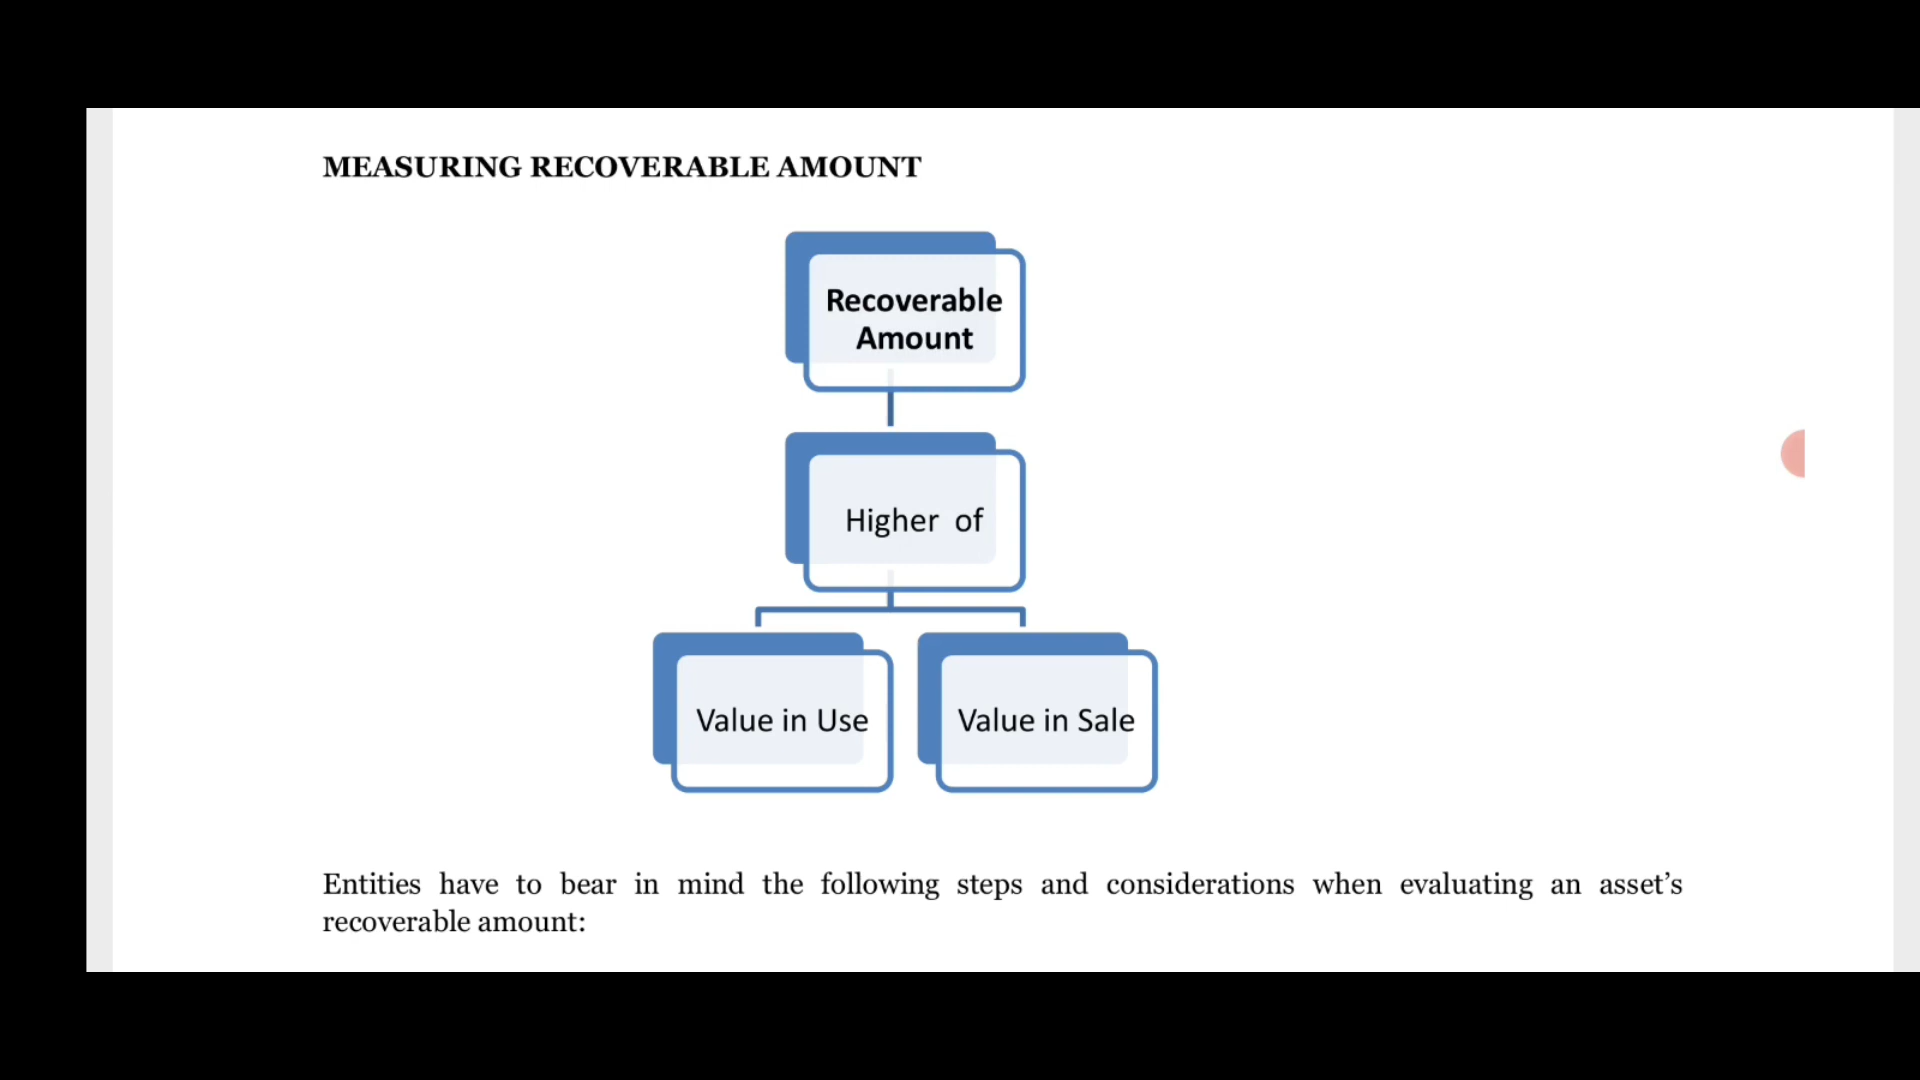 MEASURING RECOVERABLE AMOUNT
Recoverable
Amount
Higher of
Value in Use
Value in Sale
Entities have to bear in mind the following steps and considerations when evaluating an asset’s
recoverable amount: